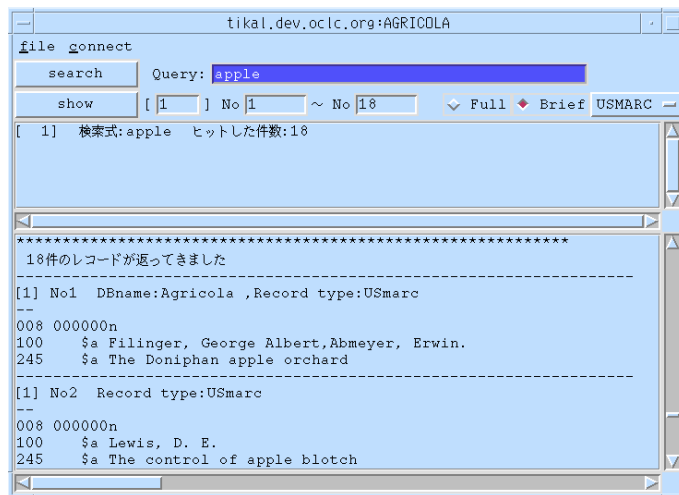 tikal.dev.oclc.org:AGRICOLA
file connect
search Query: apple
show [ 1 ] No 1 ~ No 18 Full Brief USMARC
[ 1] 検索式:apple ヒットした件数:18
************************************************************
18件のレコードが返ってきました
-------------------------------------------------------------------
[1] No1 DBname:Agricola ,Record type:USmarc
--
008 000000n
100 $a Filinger, George Albert,Abmeyer, Erwin.
245 $a The Doniphan apple orchard
-------------------------------------------------------------------
[1] No2 Record type:USmarc
--
008 000000n
100 $a Lewis, D. E.
245 $a The control of apple blotch